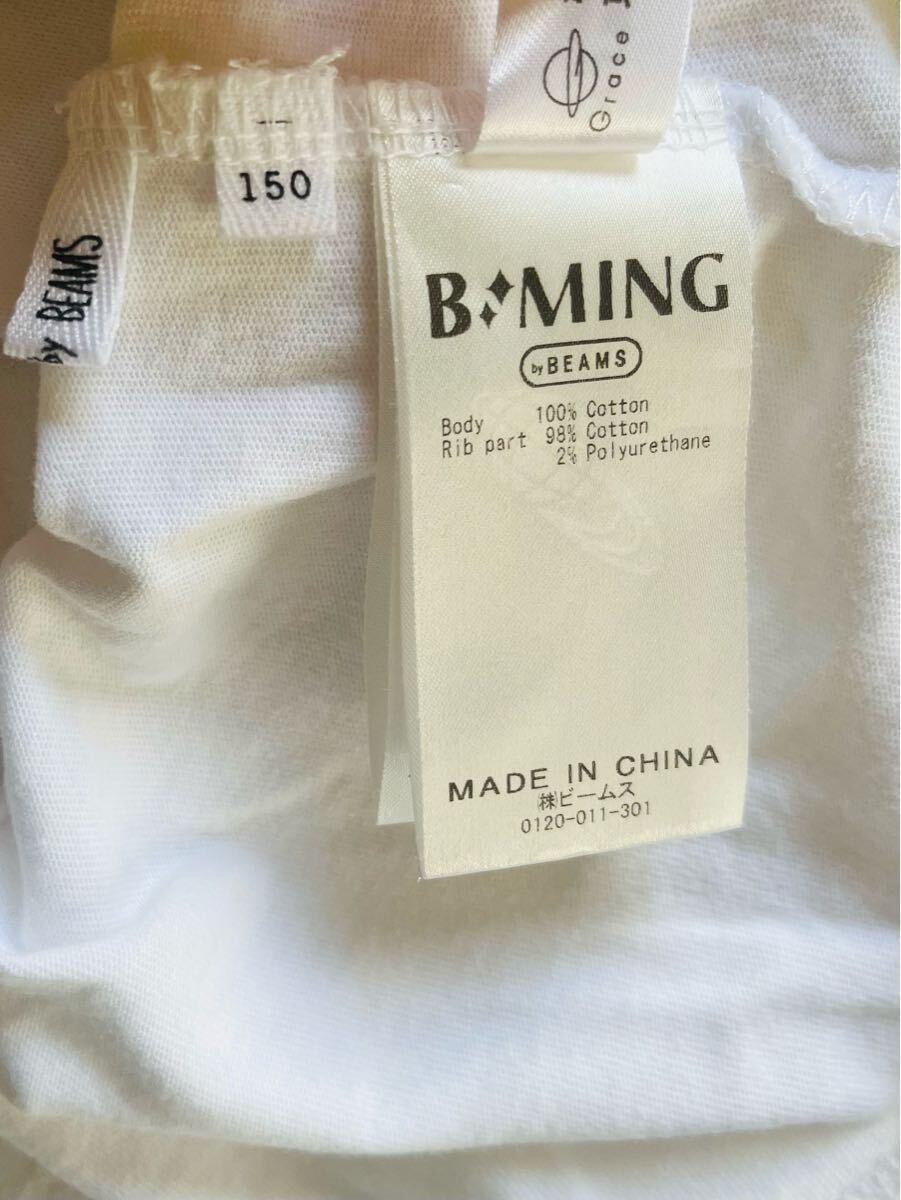 Grace
150
by BEAMS
B MING
by BEAMS
Body 100% Cotton
Rib part 98% Cotton
2% Polyurethane
MADE IN CHINA
㈱ビームス
0120-011-301